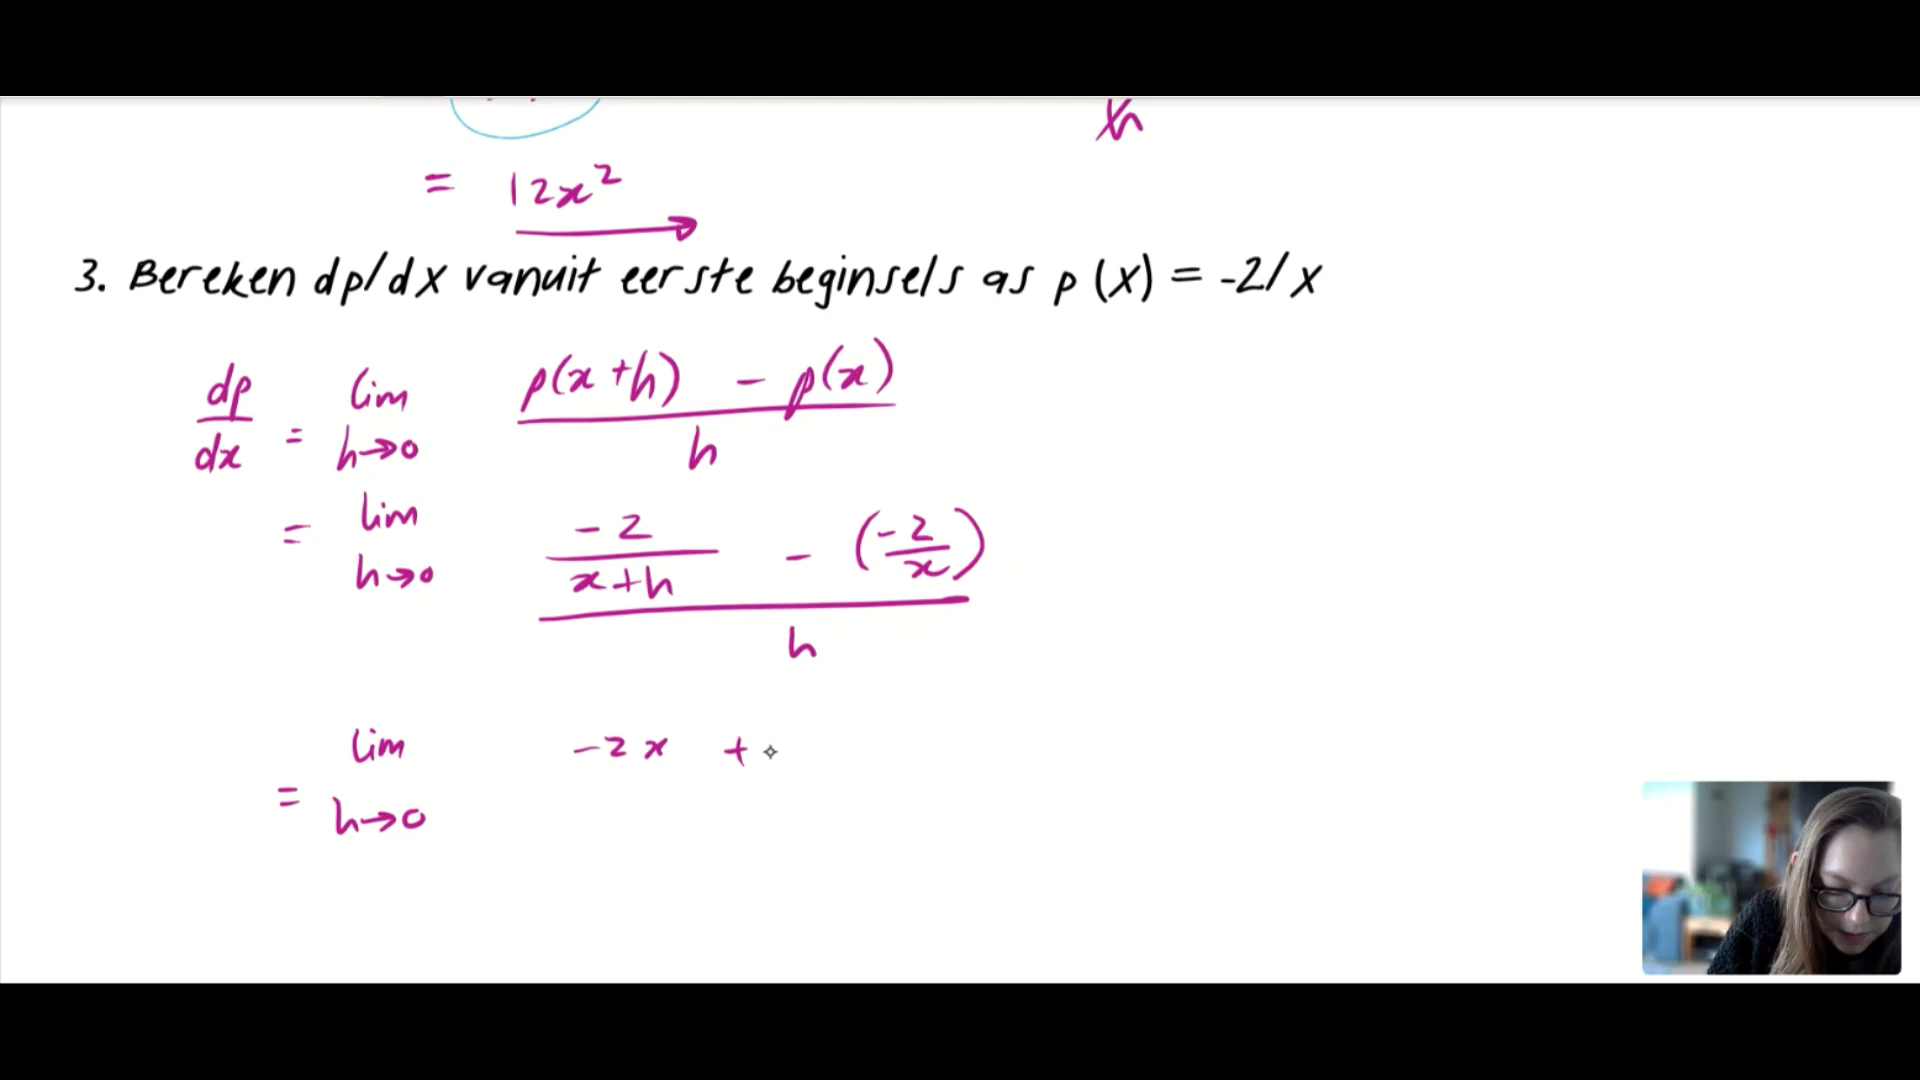 h
= 12x²
3. Bereken dp/dx vanuit eerste beginsels as p(x) = -2/x
dp/dx = lim h→0 (p(x+h) - p(x))/h
= lim h→0 (-2/(x+h) - (-2/x))/h
= lim h→0 -2x +